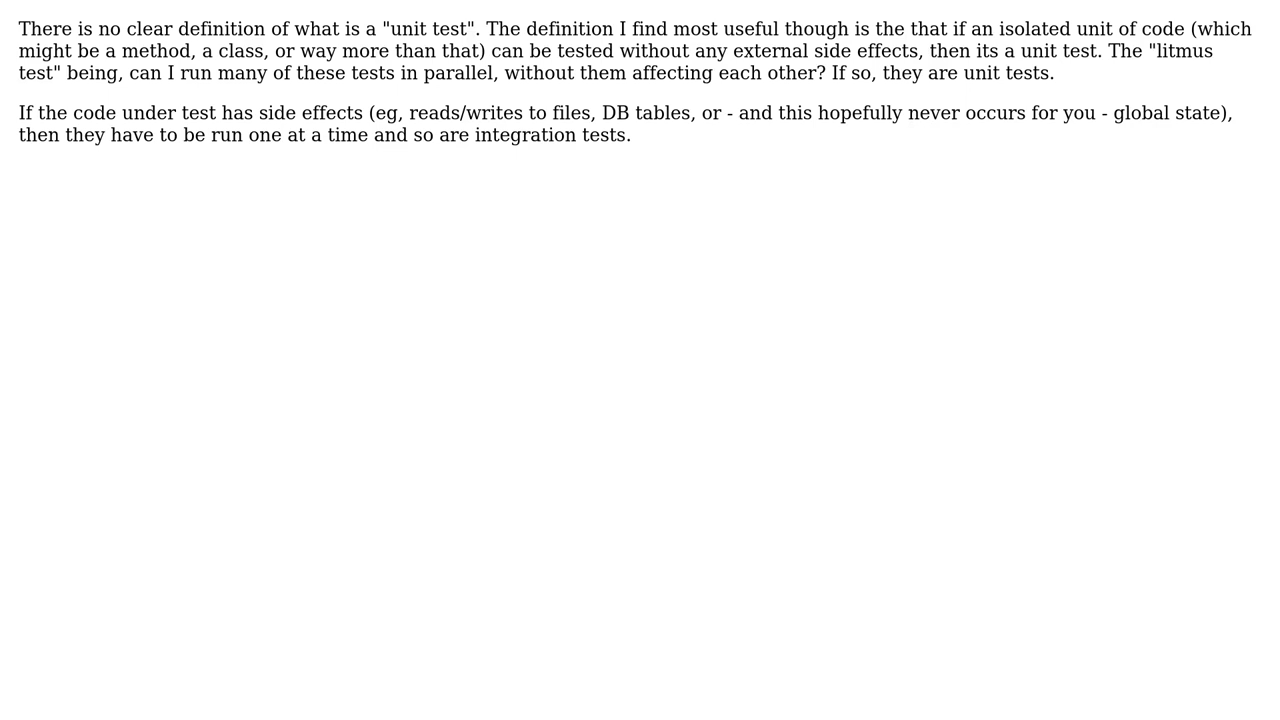 There is no clear definition of what is a "unit test". The definition I find most useful though is the that if an isolated unit of code (which
might be a method, a class, or way more than that) can be tested without any external side effects, then its a unit test. The "litmus
test" being, can I run many of these tests in parallel, without them affecting each other? If so, they are unit tests.
If the code under test has side effects (eg, reads/writes to files, DB tables, or - and this hopefully never occurs for you - global state),
then they have to be run one at a time and so are integration tests.